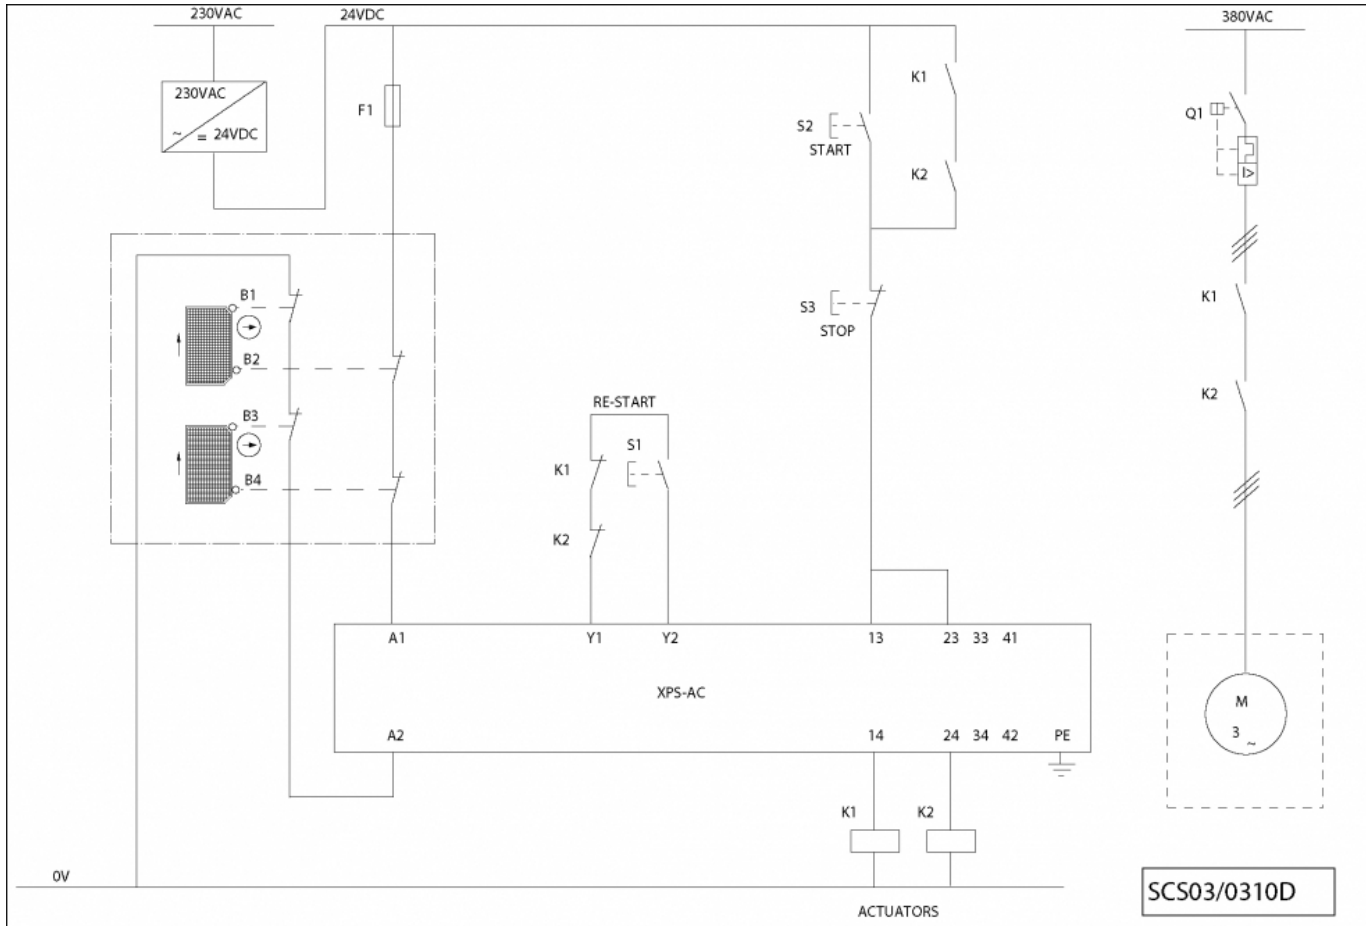 230VAC
24VDC
380VAC
230VAC
~ = 24VDC
F1
S2
START
K1
K2
Q1
I>
B1
B2
B3
B4
S3
STOP
K1
K2
RE-START
K1
S1
K2
A1 Y1 Y2 13 23 33 41
XPS-AC
A2 14 24 34 42 PE
M
3 ~
K1
K2
0V
ACTUATORS
SCS03/0310D